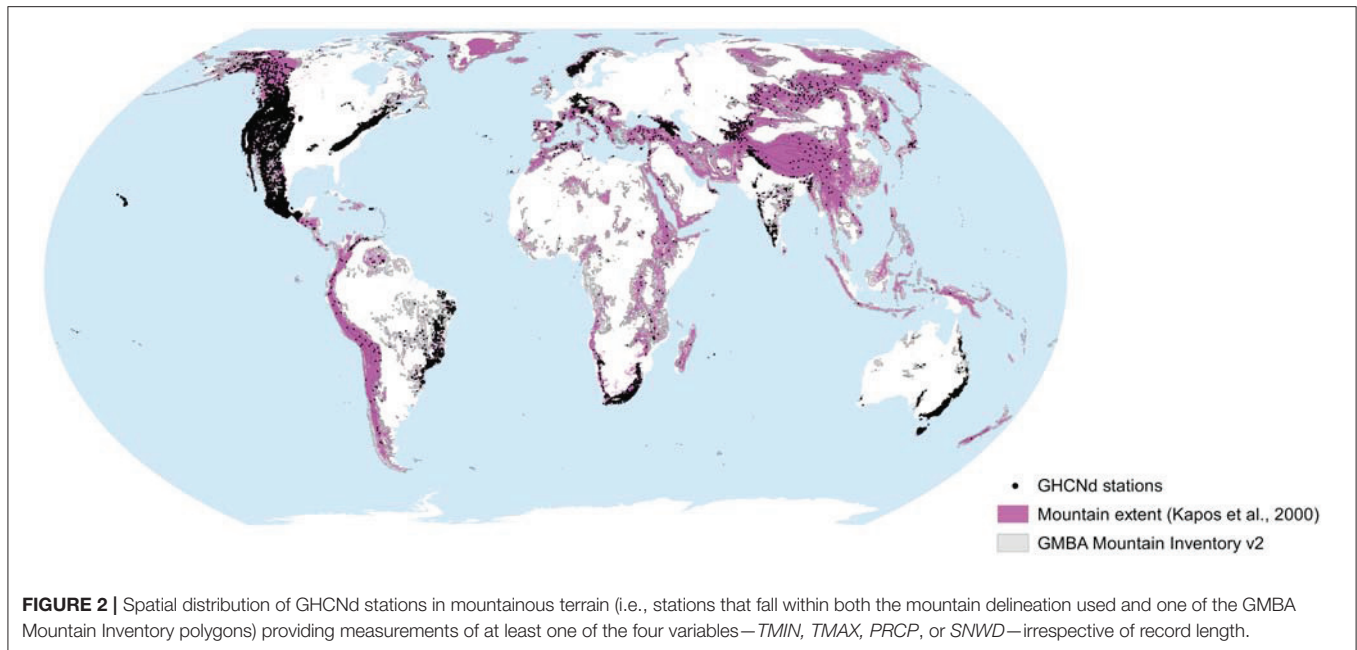 GHCNd stations
Mountain extent (Kapos et al., 2000)
GMBA Mountain Inventory v2
FIGURE 2 | Spatial distribution of GHCNd stations in mountainous terrain (i.e., stations that fall within both the mountain delineation used and one of the GMBA
Mountain Inventory polygons) providing measurements of at least one of the four variables—TMIN, TMAX, PRCP, or SNWD—irrespective of record length.